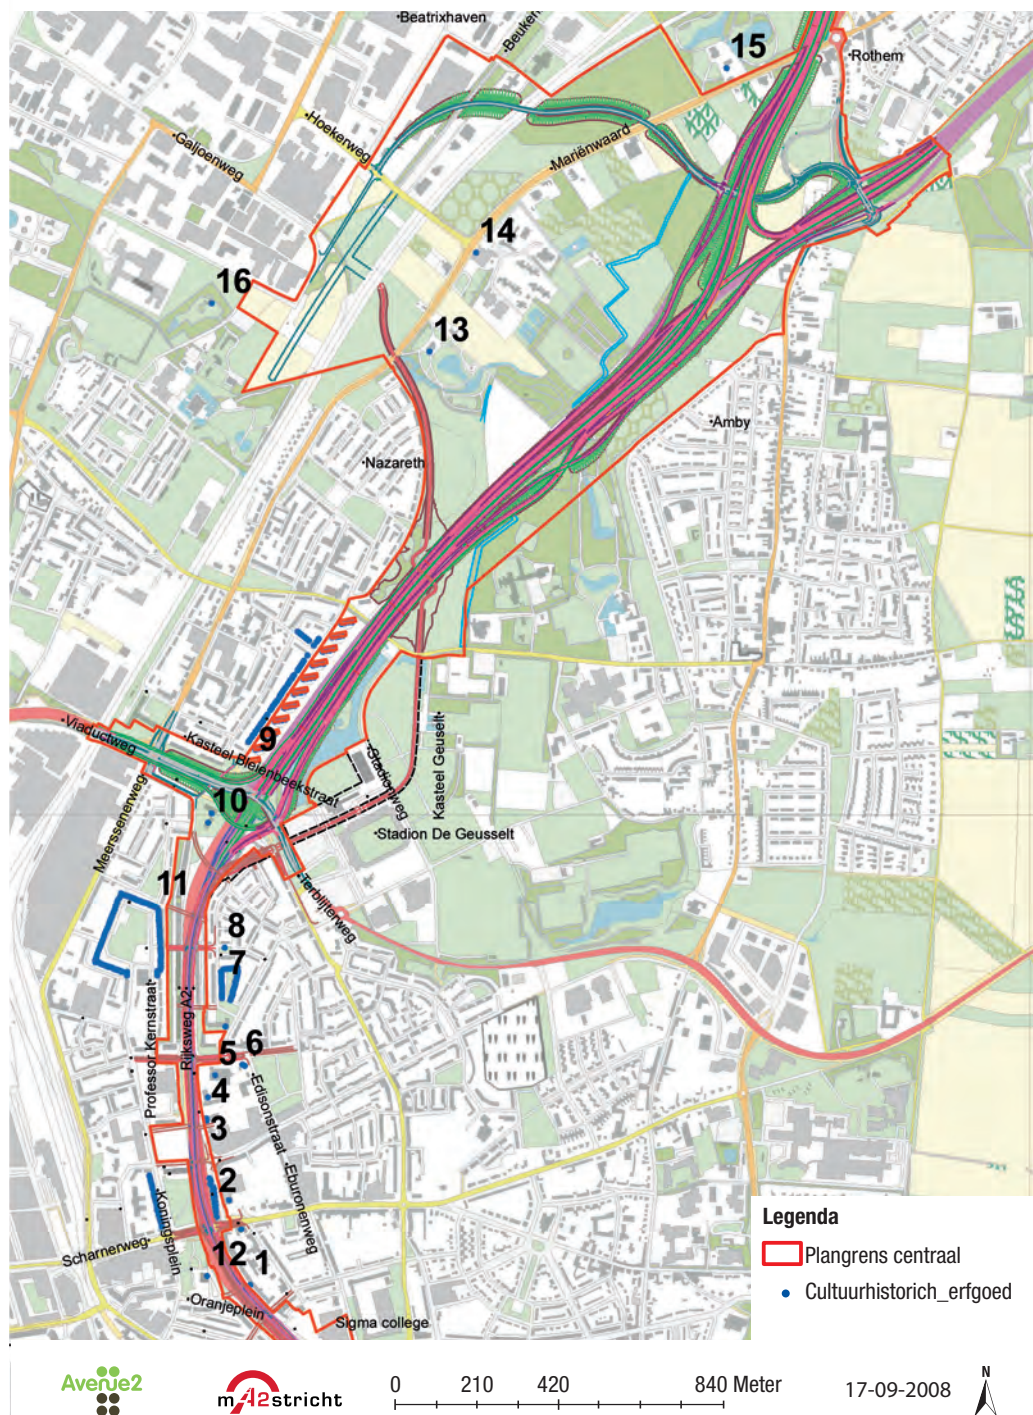 Beatrixhaven
Beuken
15
Rothem
Hoekerweg
Galjoenweg
Mariënwaard
14
16
13
Amby
Nazareth
9
Viaductweg
Kasteel Bleienbeekstraat
Stadionweg
Kasteel Geuselt
10
Meerssenerweg
Stadion De Geusselt
11
Terblijterweg
8
7
Professor Kernstraat
Rijksweg A2
5
6
4
Edisonstraat
3
2
Eburonenweg
Koningsplein
Scharnerweg
12
1
Oranjeplein
Sigma college
Legenda
Plangrens centraal
Cultuurhistorich_erfgoed
Avenue2
mA2stricht
0 210 420 840 Meter
17-09-2008
N